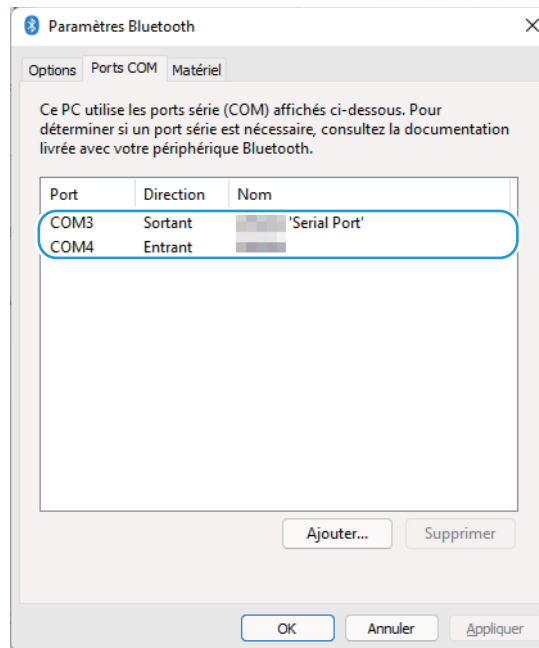 Paramètres Bluetooth
Options Ports COM Matériel
Ce PC utilise les ports série (COM) affichés ci-dessous. Pour
déterminer si un port série est nécessaire, consultez la documentation
livrée avec votre périphérique Bluetooth.
Port Direction Nom
COM3 Sortant 'Serial Port'
COM4 Entrant
Ajouter... Supprimer
OK Annuler Appliquer